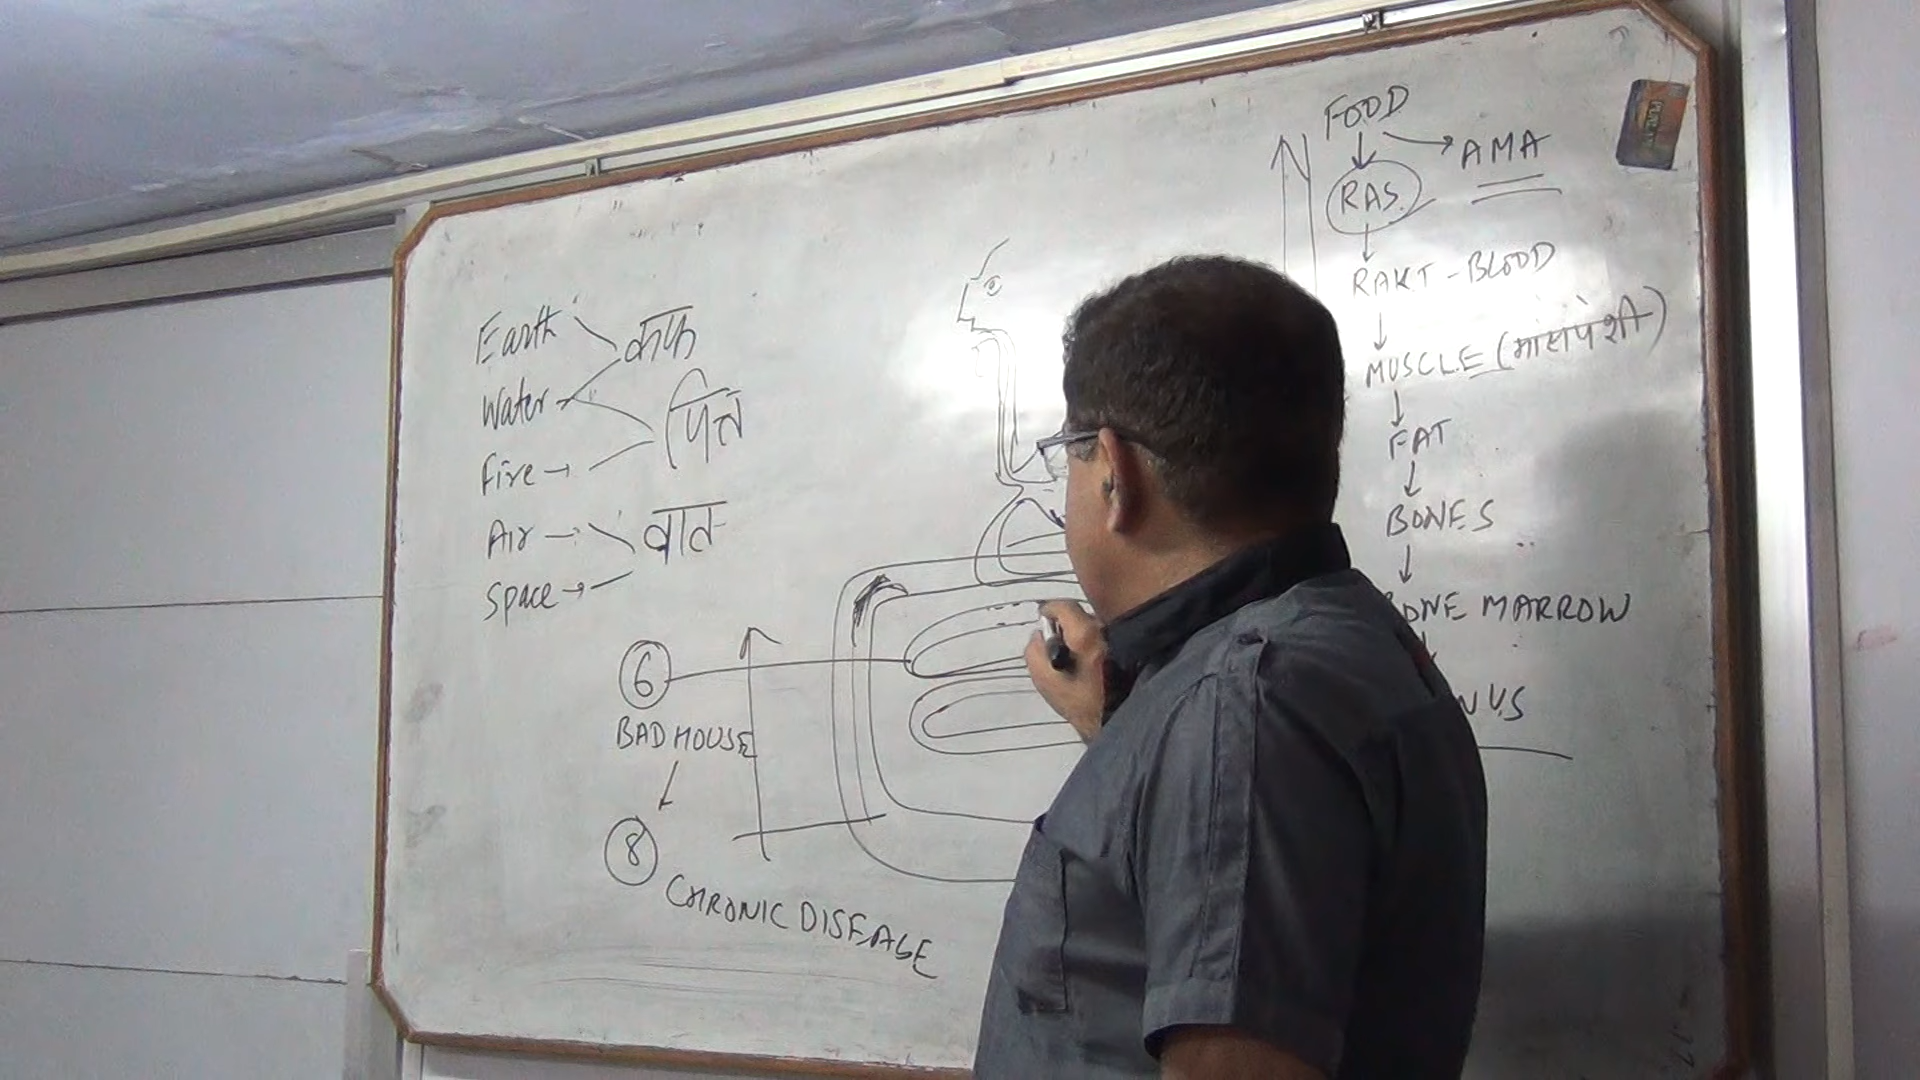 Earth
कफ
Water
पित्त
Fire
Air
वात
Space
6
BAD HOUSE
8
CHRONIC DISEASE
FOOD
AMA
RAS.
RAKT - BLOOD
MUSCLE (मांसपेशी)
FAT
BONES
BONE MARROW